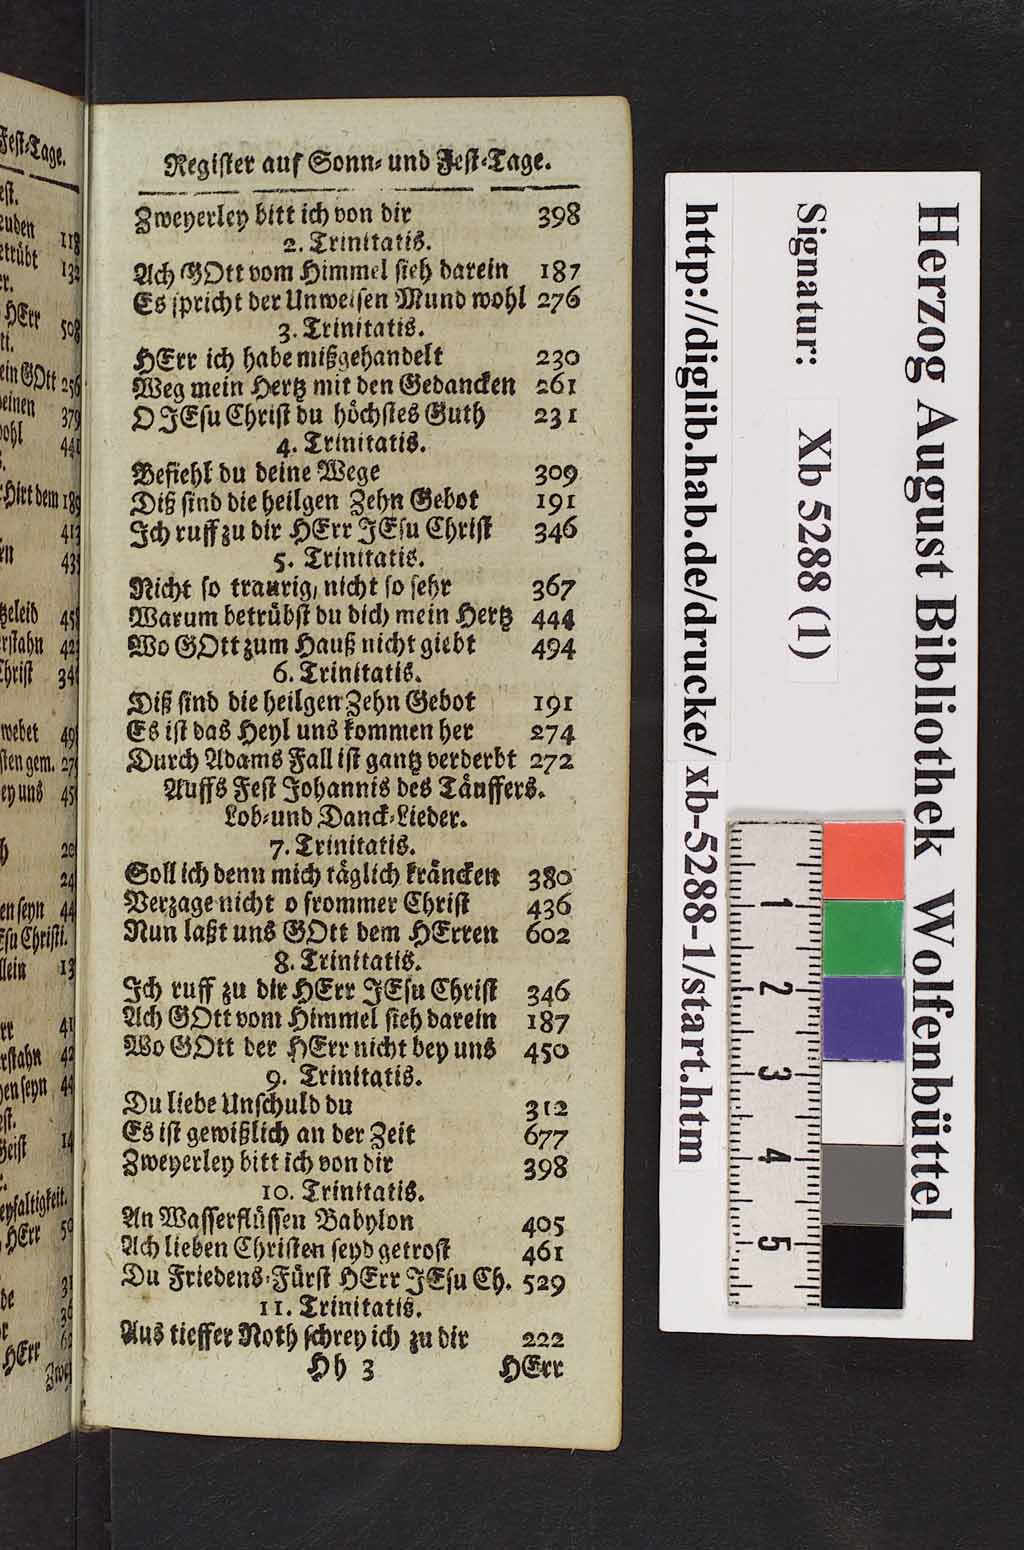 Fest-Tage.
Register auf Sonn- und Fest-Tage.
Zweyerley bitt ich von dir 398
2. Trinitatis.
Ach GOtt vom Himmel sieh darein 187
Es spricht der Unweisen Mund wohl 276
3. Trinitatis.
HErr ich habe mißgehandelt 230
Weg mein Hertz mit den Gedancken 261
O JEsu Christ du höchstes Guth 231
4. Trinitatis.
Befiehl du deine Wege 309
Diß sind die heilgen Zehn Gebot 191
Ich ruff zu dir HErr JEsu Christ 346
5. Trinitatis.
Nicht so traurig, nicht so sehr 367
Warum betrübst du dich mein Hertz 444
Wo GOtt zum Hauß nicht giebt 494
6. Trinitatis.
Diß sind die heilgen Zehn Gebot 191
Es ist das Heyl uns kommen her 274
Durch Adams Fall ist gantz verderbt 272
Auffs Fest Johannis des Täuffers.
Lob- und Danck-Lieder.
7. Trinitatis.
Soll ich denn mich täglich kräncken 380
Verzage nicht o frommer Christ 436
Nun laßt uns GOtt dem HErren 602
8. Trinitatis.
Ich ruff zu dir HErr JEsu Christ 346
Ach GOtt vom Himmel sieh darein 187
Wo GOtt der HErr nicht bey uns 450
9. Trinitatis.
Du liebe Unschuld du 312
Es ist gewißlich an der Zeit 677
Zweyerley bitt ich von dir 398
10. Trinitatis.
An Wasserflüssen Babylon 405
Ach lieben Christen seyd getrost 461
Du Friedens-Fürst HErr JEsu Ch. 529
11. Trinitatis.
Aus tieffer Noth schrey ich zu dir 222
Hh 3 HErr
Herzog August Bibliothek Wolfenbüttel
Signatur: Xb 5288 (1)
http://diglib.hab.de/drucke/xb-5288-1/start.htm
1
2
3
4
5